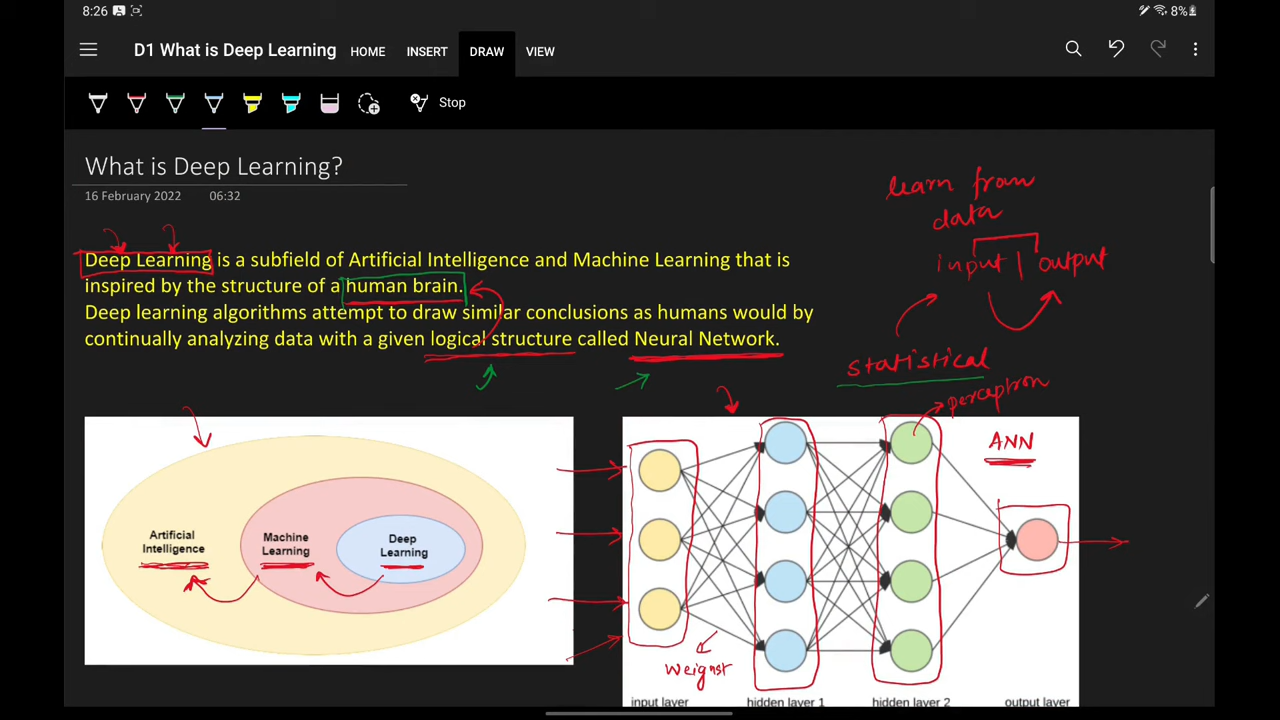 8:26 8%
D1 What is Deep Learning HOME INSERT DRAW VIEW
Stop
What is Deep Learning?
16 February 2022 06:32
learn from
data
input | output
Deep Learning is a subfield of Artificial Intelligence and Machine Learning that is
inspired by the structure of a human brain.
Deep learning algorithms attempt to draw similar conclusions as humans would by
continually analyzing data with a given logical structure called Neural Network.
statistical
perceptron
ANN
Artificial
Intelligence
Machine
Learning
Deep
Learning
weignst
input layer hidden layer 1 hidden layer 2 output layer